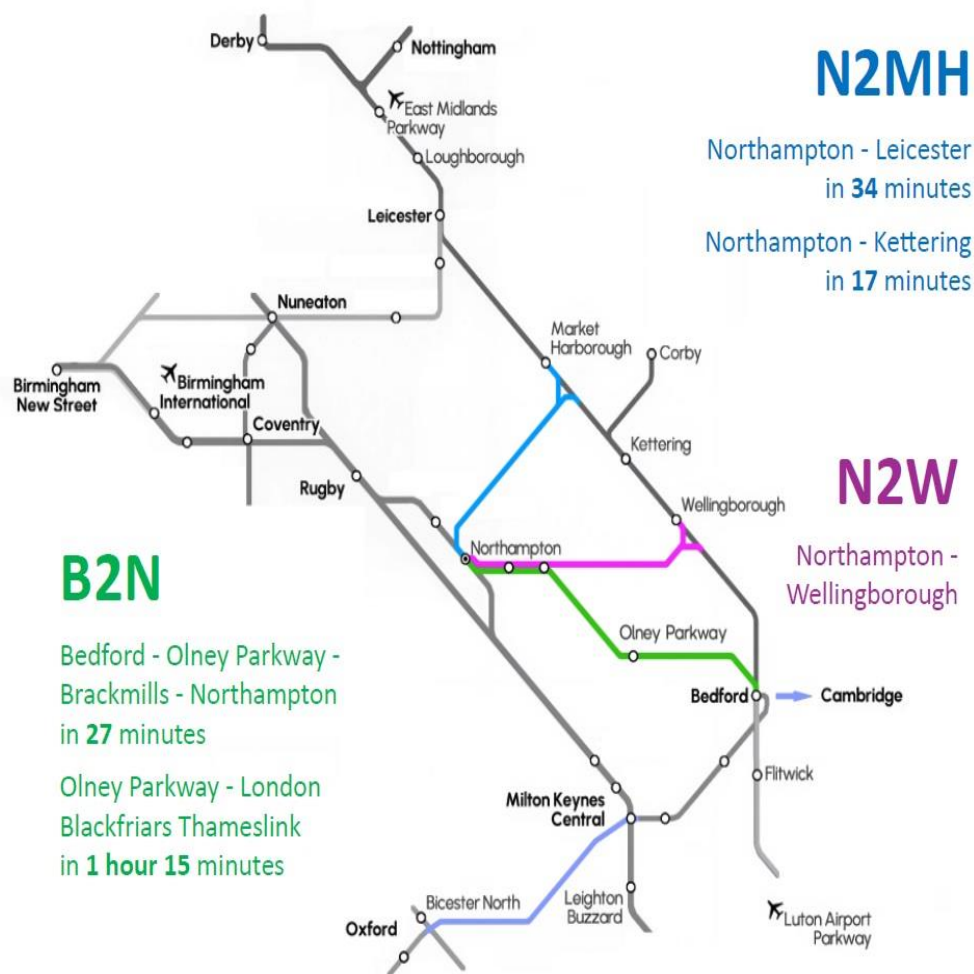 Derby
Nottingham
East Midlands
Parkway
Loughborough
Leicester
N2MH
Northampton - Leicester
in 34 minutes
Northampton - Kettering
in 17 minutes
Nuneaton
Market
Harborough
Corby
Birmingham
New Street
Birmingham
International
Coventry
Kettering
Rugby
N2W
Wellingborough
Northampton -
Wellingborough
Northampton
B2N
Bedford - Olney Parkway -
Brackmills - Northampton
in 27 minutes
Olney Parkway - London
Blackfriars Thameslink
in 1 hour 15 minutes
Olney Parkway
Bedford
Cambridge
Flitwick
Milton Keynes
Central
Leighton
Buzzard
Bicester North
Oxford
Luton Airport
Parkway